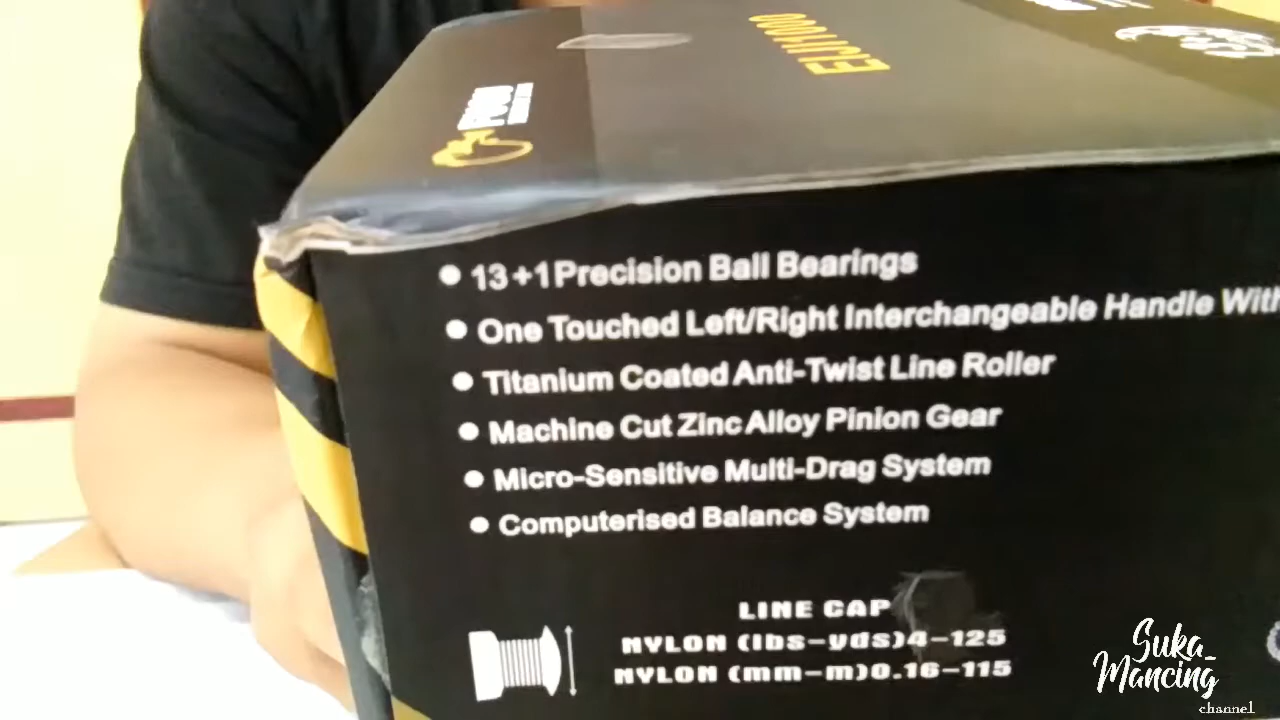 ELJI1000
13+1 Precision Ball Bearings
One Touched Left/Right Interchangeable Handle With
Titanium Coated Anti-Twist Line Roller
Machine Cut Zinc Alloy Pinion Gear
Micro-Sensitive Multi-Drag System
Computerised Balance System
LINE CAP
NYLON (lbs-yds)4-125
NYLON (mm-m)0.16-115
Suka_
Mancing
channel